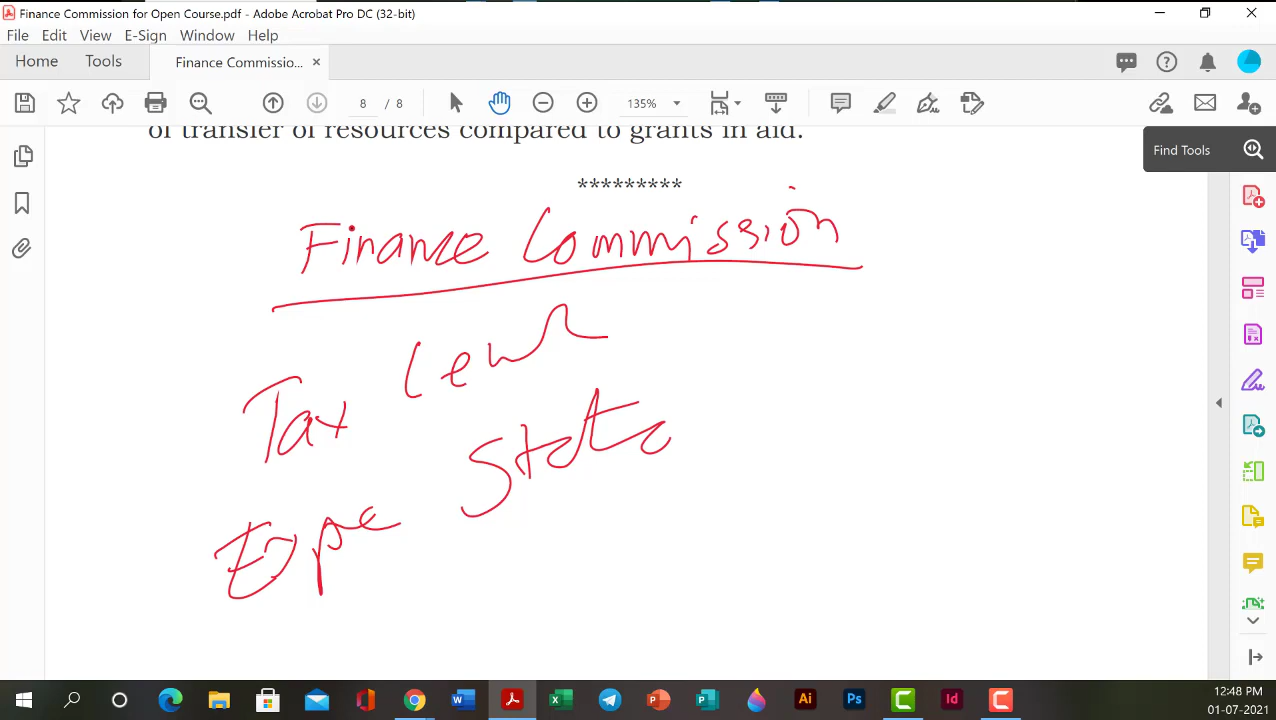 Finance Commission for Open Course.pdf - Adobe Acrobat Pro DC (32-bit)
File Edit View E-Sign Window Help
Home Tools Finance Commissio... ×
8 / 8 135%
of transfer of resources compared to grants in aid.
Find Tools
*********
Finance Commission
Tax
State
Expe
12:48 PM
01-07-2021